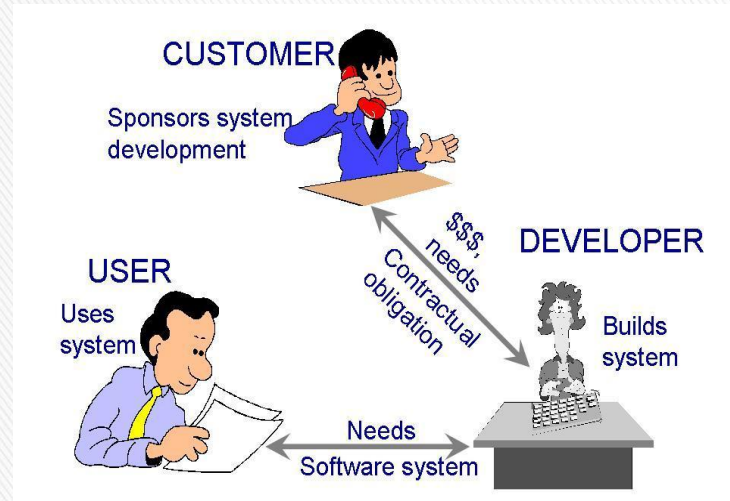 CUSTOMER
Sponsors system
development
$$$,
needs
Contractual
obligation
DEVELOPER
Builds
system
USER
Uses
system
Needs
Software system